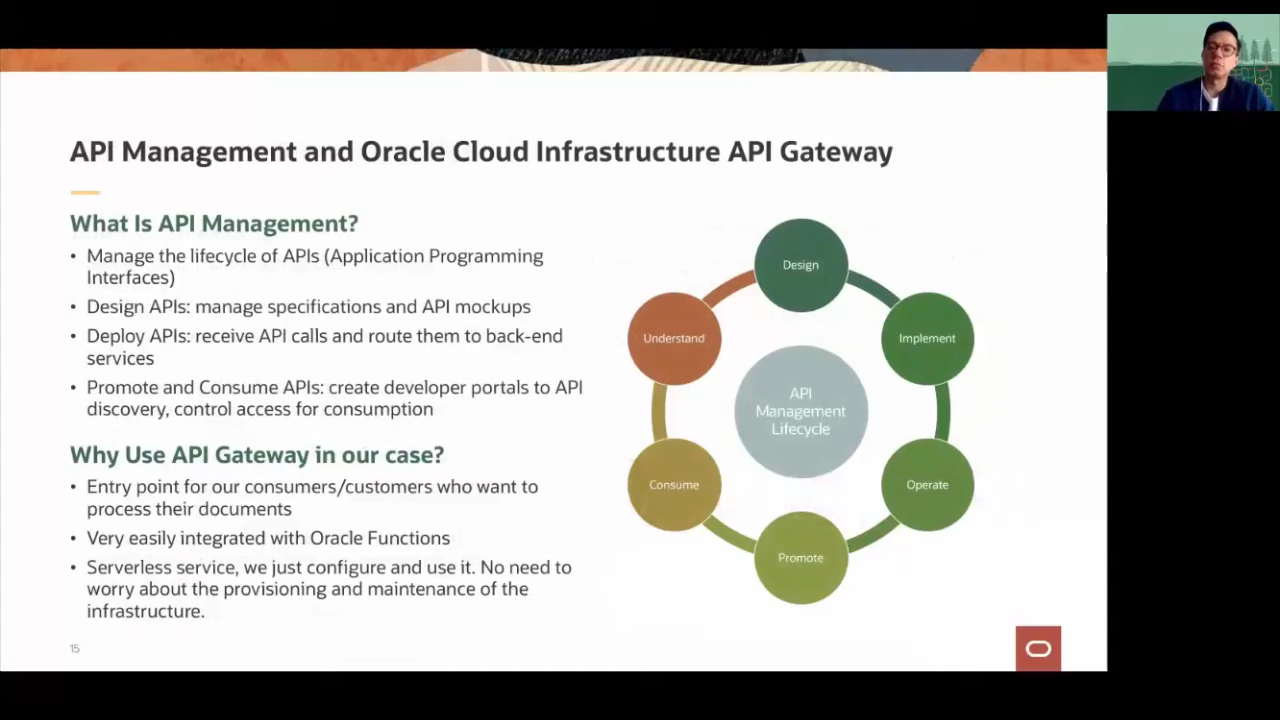 API Management and Oracle Cloud Infrastructure API Gateway
What Is API Management?
• Manage the lifecycle of APIs (Application Programming
Interfaces)
• Design APIs: manage specifications and API mockups
• Deploy APIs: receive API calls and route them to back-end
services
• Promote and Consume APIs: create developer portals to API
discovery, control access for consumption
Why Use API Gateway in our case?
• Entry point for our consumers/customers who want to
process their documents
• Very easily integrated with Oracle Functions
• Serverless service, we just configure and use it. No need to
worry about the provisioning and maintenance of the
infrastructure.
Design
Implement
Operate
Promote
Consume
Understand
API
Management
Lifecycle
15